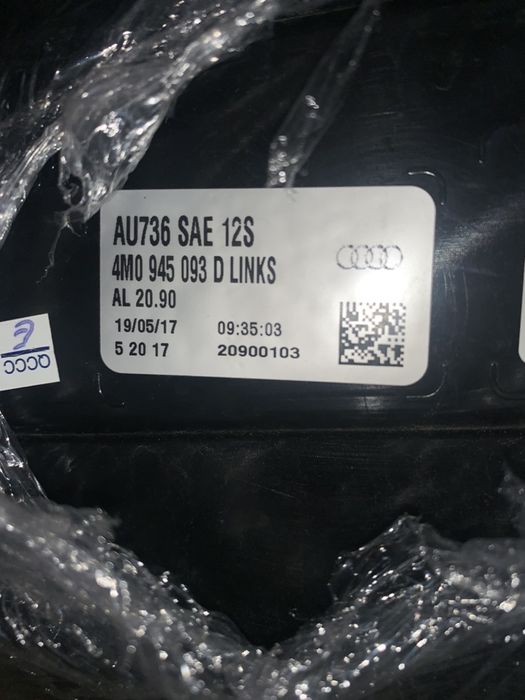 AU736 SAE 12S
4M0 945 093 D LINKS
AL 20.90
19/05/17 09:35:03
5 20 17 20900103
QCCC